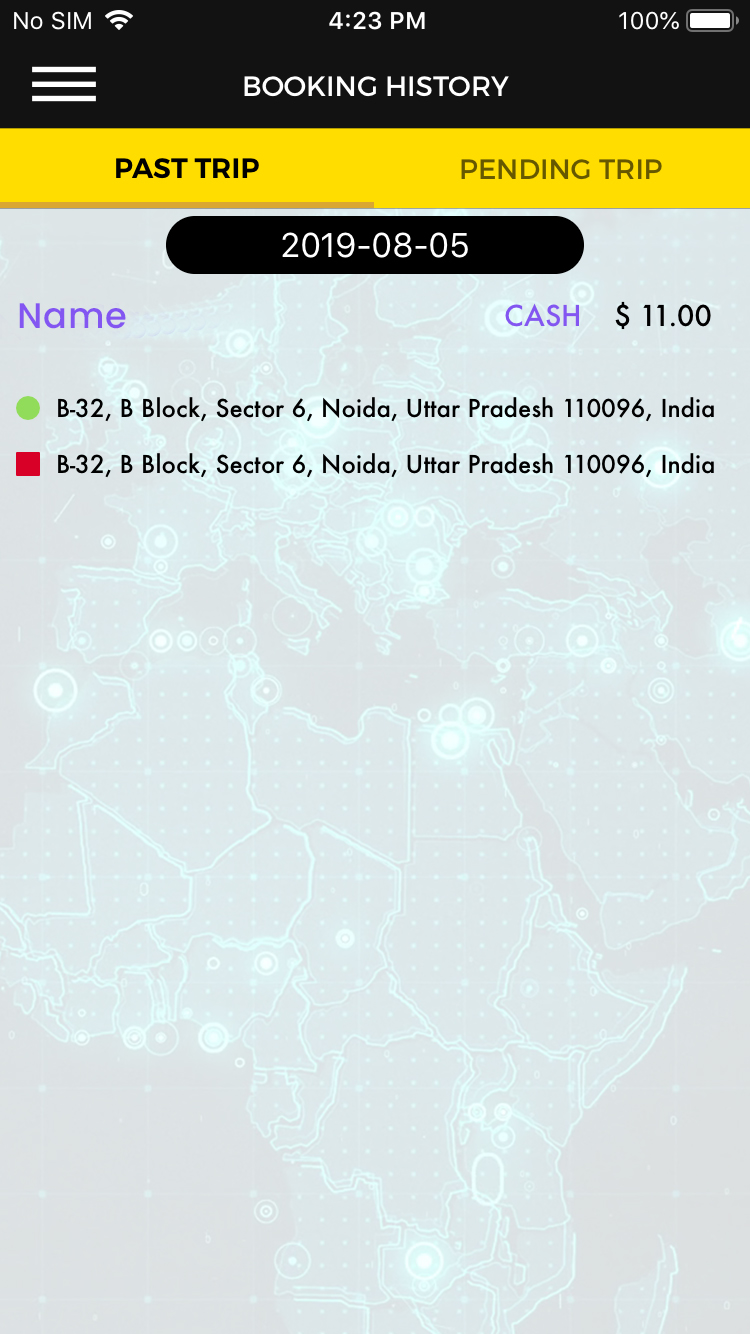 No SIM 4:23 PM 100%
BOOKING HISTORY
PAST TRIP PENDING TRIP
2019-08-05
Name CASH $ 11.00
B-32, B Block, Sector 6, Noida, Uttar Pradesh 110096, India
B-32, B Block, Sector 6, Noida, Uttar Pradesh 110096, India